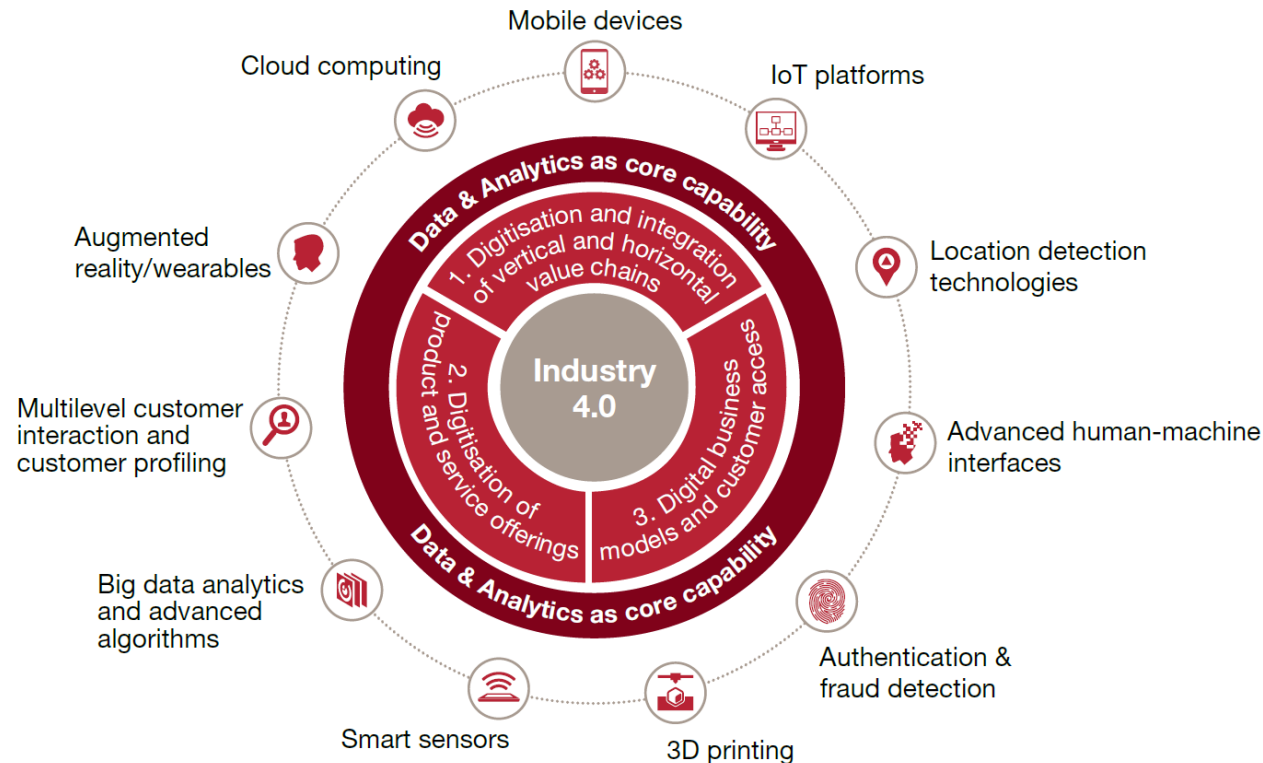 Mobile devices
Cloud computing
IoT platforms
Augmented
reality/wearables
Location detection
technologies
Multilevel customer
interaction and
customer profiling
Advanced human-machine
interfaces
Big data analytics
and advanced
algorithms
Authentication &
fraud detection
Smart sensors
3D printing
Data & Analytics as core capability
1. Digitisation and integration
of vertical and horizontal
value chains
2. Digitisation of
product and service offerings
3. Digital business
models and customer access
Industry
4.0
Data & Analytics as core capability